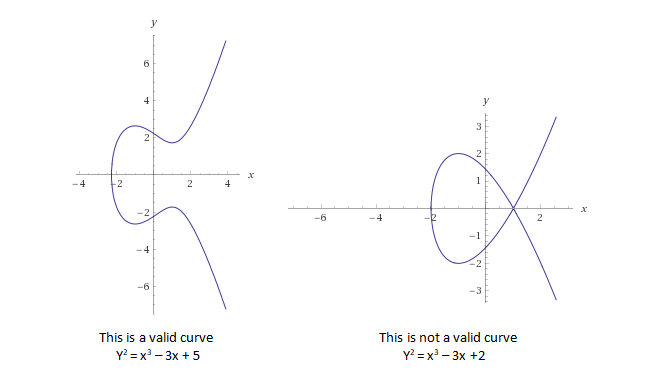 y
6
4
2
-4
-2
2
4
x
-2
-4
-6
y
3
2
1
-6
-4
-2
2
x
-1
-2
-3
This is a valid curve
Y² = x³ – 3x + 5
This is not a valid curve
Y² = x³ – 3x +2